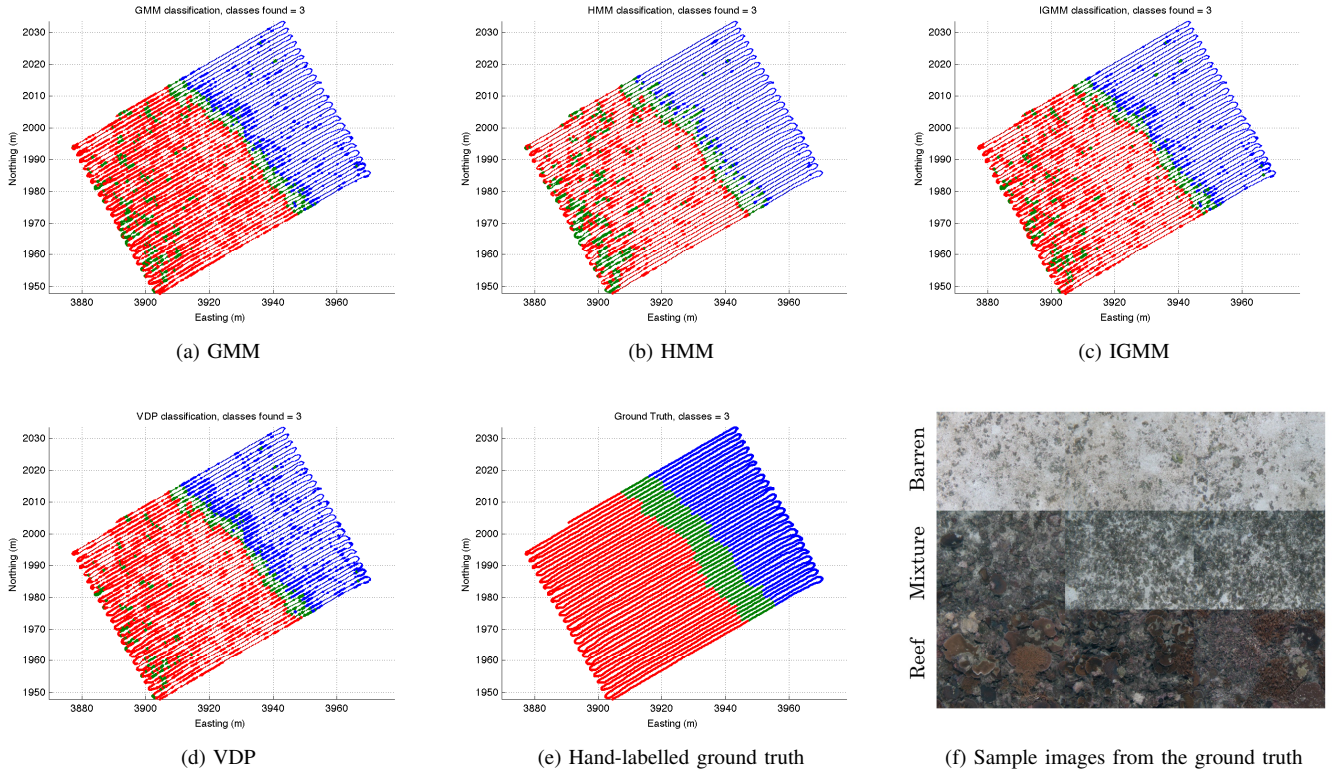 GMM classification, classes found = 3
2030
2020
2010
2000
1990
1980
1970
1960
1950
Northing (m)
3880 3900 3920 3940 3960
Easting (m)
(a) GMM
HMM classification, classes found = 3
2030
2020
2010
2000
1990
1980
1970
1960
1950
Northing (m)
3880 3900 3920 3940 3960
Easting (m)
(b) HMM
IGMM classification, classes found = 3
2030
2020
2010
2000
1990
1980
1970
1960
1950
Northing (m)
3880 3900 3920 3940 3960
Easting (m)
(c) IGMM
VDP classification, classes found = 3
2030
2020
2010
2000
1990
1980
1970
1960
1950
Northing (m)
3880 3900 3920 3940 3960
Easting (m)
(d) VDP
Ground Truth, classes = 3
2030
2020
2010
2000
1990
1980
1970
1960
1950
Northing (m)
3880 3900 3920 3940 3960
Easting (m)
(e) Hand-labelled ground truth
Barren
Mixture
Reef
(f) Sample images from the ground truth